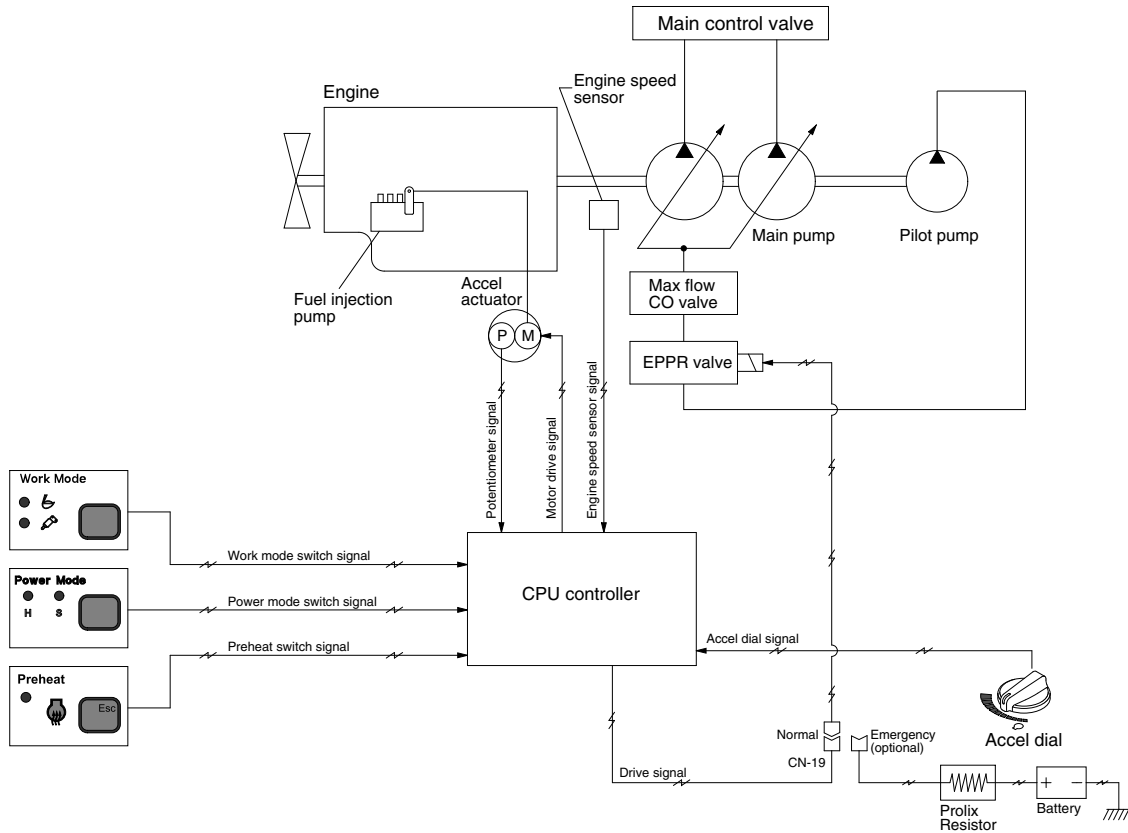 Main control valve
Engine speed
sensor
Engine
Main pump
Pilot pump
Fuel injection
pump
Accel
actuator
P
M
Max flow
CO valve
EPPR valve
Potentiometer signal
Motor drive signal
Engine speed sensor signal
Work Mode
Work mode switch signal
Power Mode
H
S
Power mode switch signal
CPU controller
Preheat
Esc
Preheat switch signal
Accel dial signal
Accel dial
Normal
Emergency
(optional)
CN-19
Drive signal
Prolix
Resistor
+
-
Battery